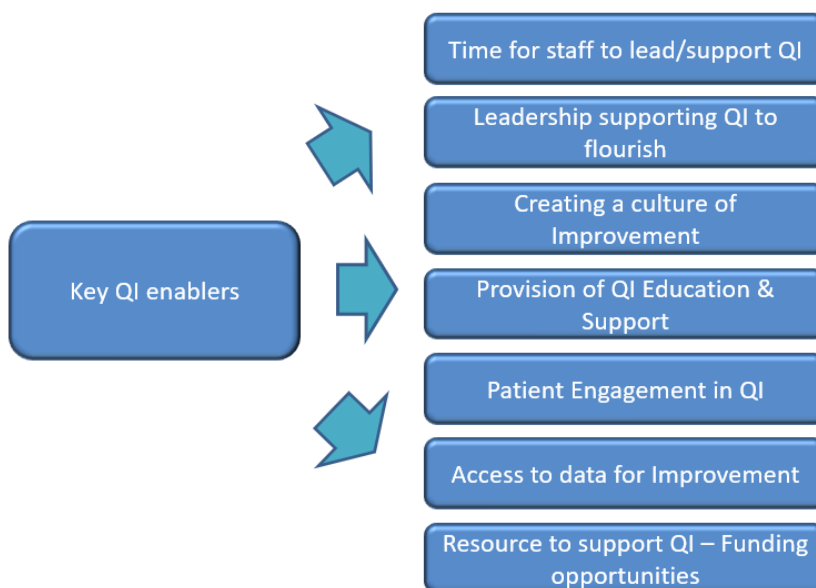 Time for staff to lead/support QI
Leadership supporting QI to
flourish
Creating a culture of
Improvement
Key QI enablers
Provision of QI Education &
Support
Patient Engagement in QI
Access to data for Improvement
Resource to support QI – Funding
opportunities